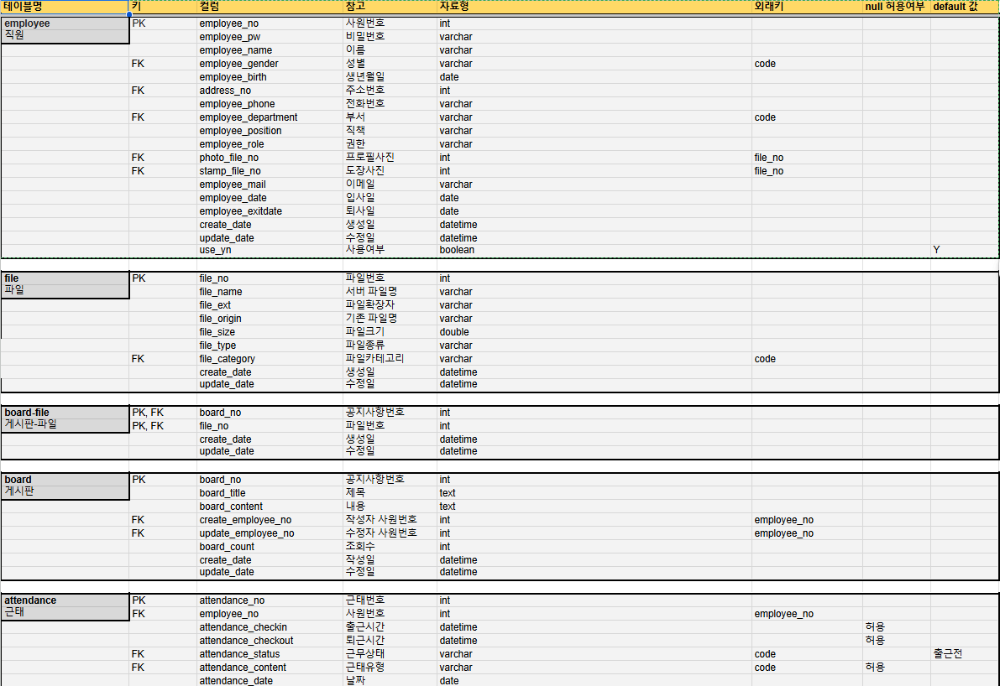 테이블명 키 컬럼 참고 자료형 외래키 null 허용여부 default 값
employee PK employee_no 사원번호 int
직원 employee_pw 비밀번호 varchar
employee_name 이름 varchar
FK employee_gender 성별 varchar code
employee_birth 생년월일 date
FK address_no 주소번호 int
employee_phone 전화번호 varchar
FK employee_department 부서 varchar code
employee_position 직책 varchar
employee_role 권한 varchar
FK photo_file_no 프로필사진 int file_no
FK stamp_file_no 도장사진 int file_no
employee_mail 이메일 varchar
employee_date 입사일 date
employee_exitdate 퇴사일 date
create_date 생성일 datetime
update_date 수정일 datetime
use_yn 사용여부 boolean Y
file PK file_no 파일번호 int
파일 file_name 서버 파일명 varchar
file_ext 파일확장자 varchar
file_origin 기존 파일명 varchar
file_size 파일크기 double
file_type 파일종류 varchar
FK file_category 파일카테고리 varchar code
create_date 생성일 datetime
update_date 수정일 datetime
board-file PK, FK board_no 공지사항번호 int
게시판-파일 PK, FK file_no 파일번호 int
create_date 생성일 datetime
update_date 수정일 datetime
board PK board_no 공지사항번호 int
게시판 board_title 제목 text
board_content 내용 text
FK create_employee_no 작성자 사원번호 int employee_no
FK update_employee_no 수정자 사원번호 int employee_no
board_count 조회수 int
create_date 작성일 datetime
update_date 수정일 datetime
attendance PK attendance_no 근태번호 int
근태 FK employee_no 사원번호 int employee_no
attendance_checkin 출근시간 datetime 허용
attendance_checkout 퇴근시간 datetime 허용
FK attendance_status 근무상태 varchar code 출근전
FK attendance_content 근태유형 varchar code 허용
attendance_date 날짜 date